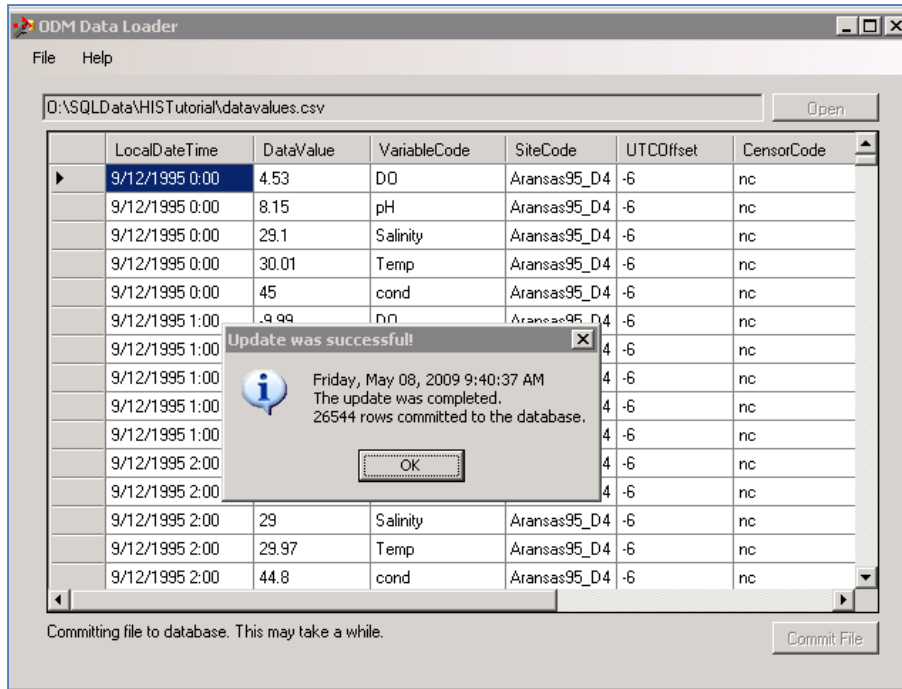 ODM Data Loader
File Help
O:\SQLData\HISTutorial\datavalues.csv Open
LocalDateTime DataValue VariableCode SiteCode UTCOffset CensorCode
9/12/1995 0:00 4.53 DO Aransas95_D4 -6 nc
9/12/1995 0:00 8.15 pH Aransas95_D4 -6 nc
9/12/1995 0:00 29.1 Salinity Aransas95_D4 -6 nc
9/12/1995 0:00 30.01 Temp Aransas95_D4 -6 nc
9/12/1995 0:00 45 cond Aransas95_D4 -6 nc
9/12/1995 1:00 -9.99 DO Aransas95_D4 -6 nc
9/12/1995 1:00 4 -6 nc
9/12/1995 1:00 4 -6 nc
9/12/1995 1:00 4 -6 nc
9/12/1995 1:00 4 -6 nc
9/12/1995 2:00 4 -6 nc
9/12/1995 2:00 4 -6 nc
Update was successful!
Friday, May 08, 2009 9:40:37 AM
The update was completed.
26544 rows committed to the database.
OK
9/12/1995 2:00 29 Salinity Aransas95_D4 -6 nc
9/12/1995 2:00 29.97 Temp Aransas95_D4 -6 nc
9/12/1995 2:00 44.8 cond Aransas95_D4 -6 nc
Committing file to database. This may take a while. Commit File